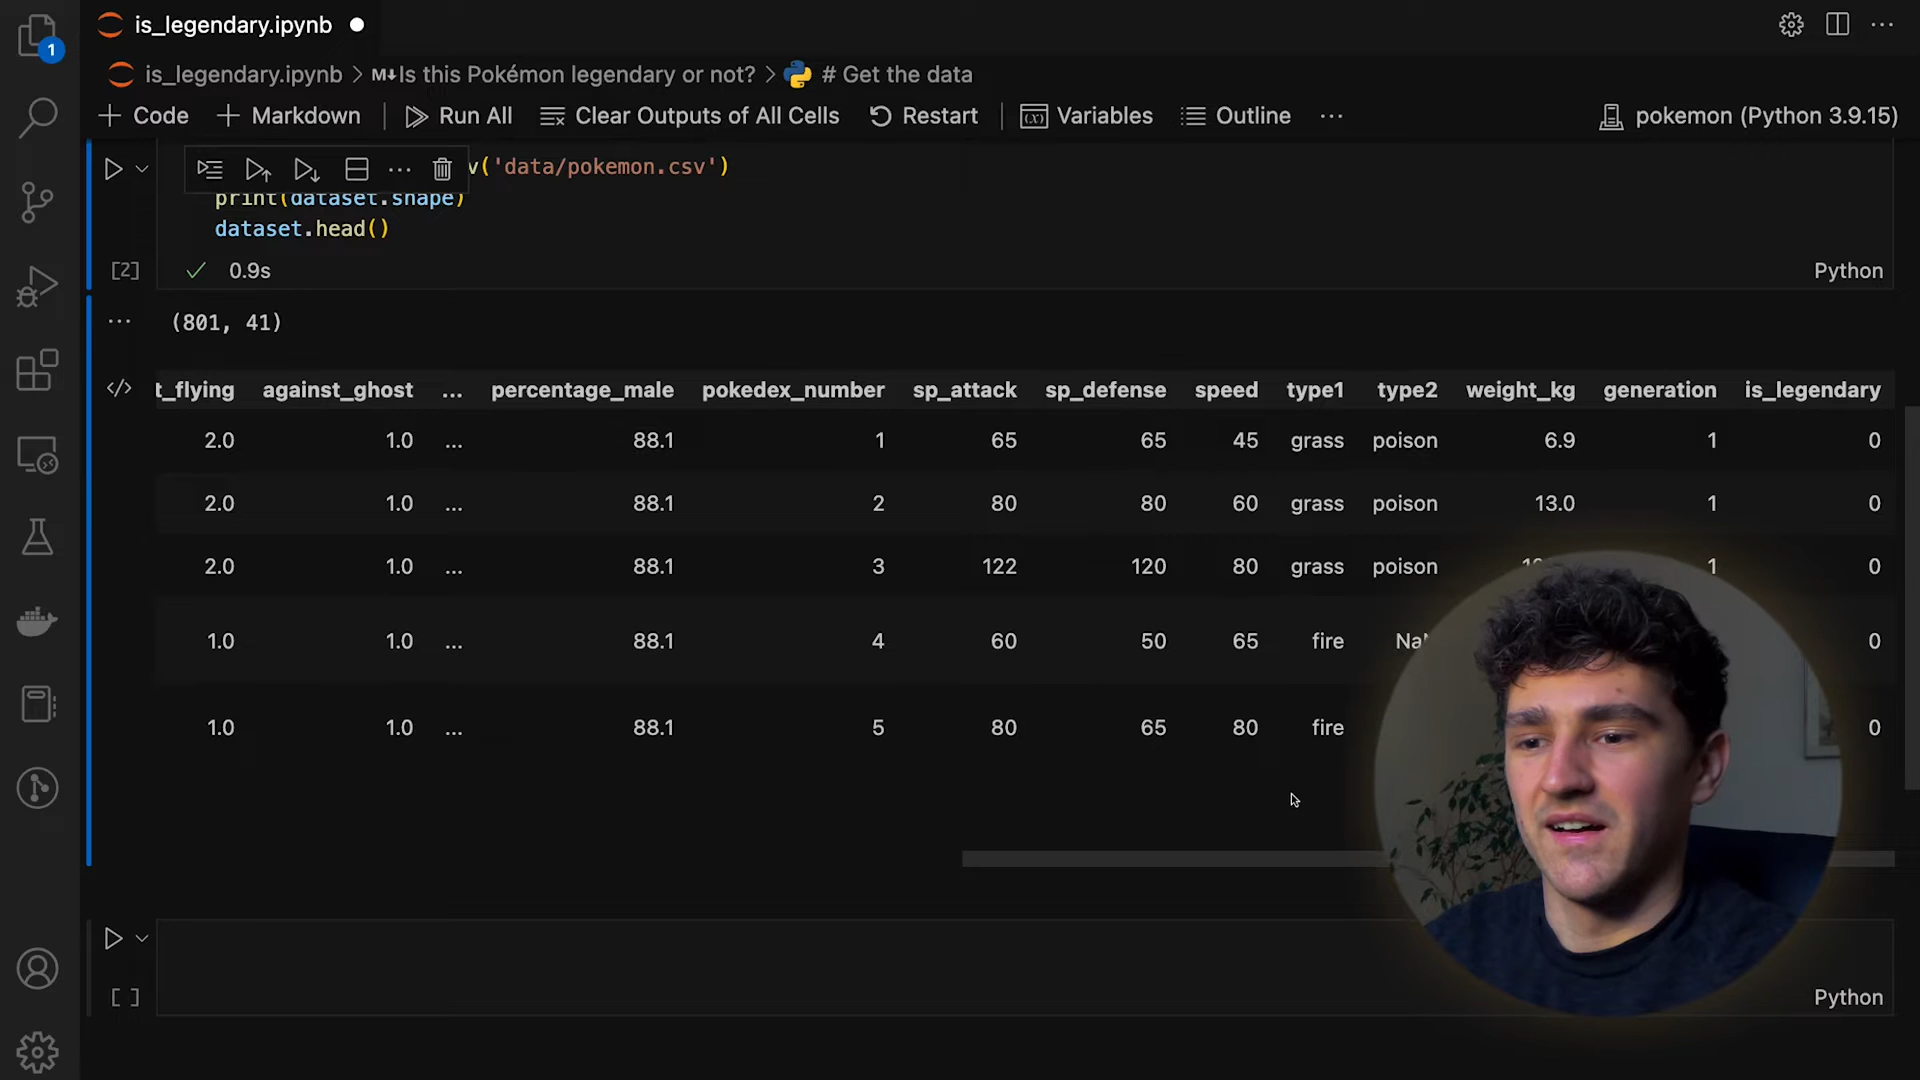 is_legendary.ipynb
1
is_legendary.ipynb > M↓Is this Pokémon legendary or not? > # Get the data
+ Code + Markdown Run All Clear Outputs of All Cells Restart Variables Outline ... pokemon (Python 3.9.15)
v('data/pokemon.csv')
print(dataset.shape)
dataset.head()
[2] ✓ 0.9s Python
... (801, 41)
t_flying against_ghost ... percentage_male pokedex_number sp_attack sp_defense speed type1 type2 weight_kg generation is_legendary
2.0 1.0 ... 88.1 1 65 65 45 grass poison 6.9 1 0
2.0 1.0 ... 88.1 2 80 80 60 grass poison 13.0 1 0
2.0 1.0 ... 88.1 3 122 120 80 grass poison 1 0
1.0 1.0 ... 88.1 4 60 50 65 fire 0
1.0 1.0 ... 88.1 5 80 65 80 fire 0
[ ] Python